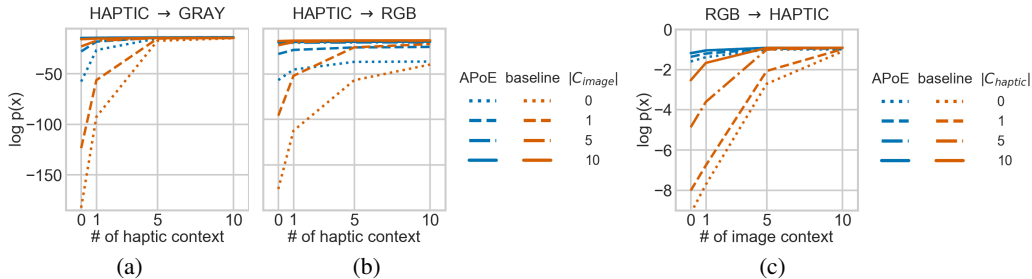 HAPTIC → GRAY
HAPTIC → RGB
RGB → HAPTIC
log p(x)
−50
−100
−150
0 1 5 10
# of haptic context
(a)
0 1 5 10
# of haptic context
(b)
APoE baseline |C_image|
0
1
5
10
log p(x)
0
−2
−4
−6
−8
0 1 5 10
# of image context
(c)
APoE baseline |C_haptic|
0
1
5
10